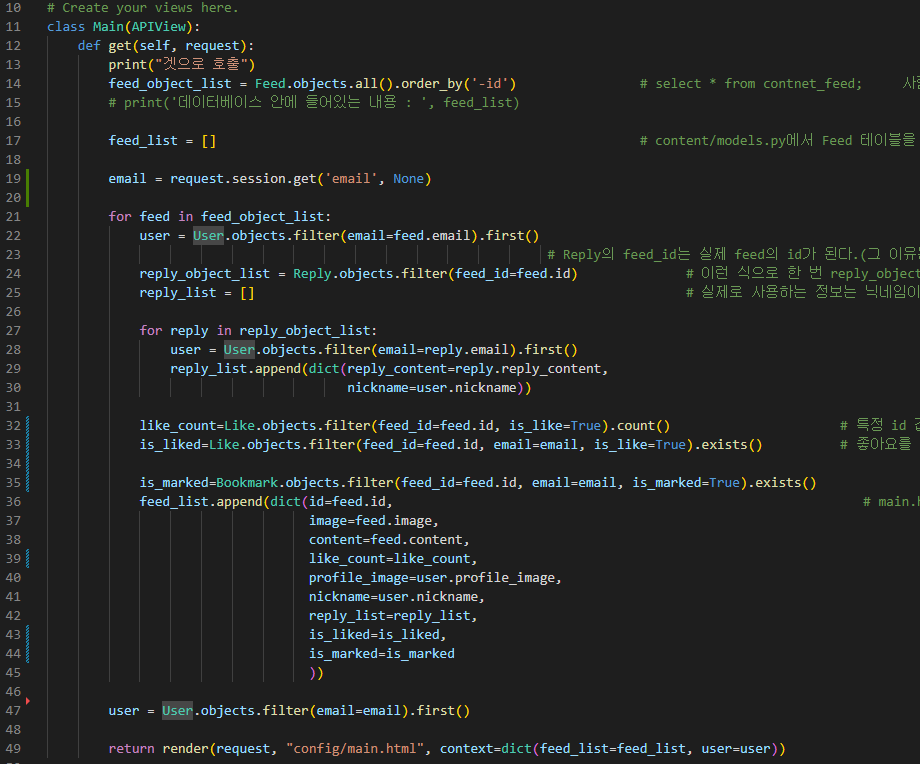 10 # Create your views here.
11 class Main(APIView):
12     def get(self, request):
13         print("겟으로 호출")
14         feed_object_list = Feed.objects.all().order_by('-id')                # select * from contnet_feed;
15         # print('데이터베이스 안에 들어있는 내용 : ', feed_list)
16
17         feed_list = []                                                       # content/models.py에서 Feed 테이블을
18
19         email = request.session.get('email', None)
20
21         for feed in feed_object_list:
22             user = User.objects.filter(email=feed.email).first()
23                                                                  # Reply의 feed_id는 실제 feed의 id가 된다.(그
24             reply_object_list = Reply.objects.filter(feed_id=feed.id)              # 이런 식으로 한 번 reply_object
25             reply_list = []                                                        # 실제로 사용하는 정보는 닉네임이
26
27             for reply in reply_object_list:
28                 user = User.objects.filter(email=reply.email).first()
29                 reply_list.append(dict(reply_content=reply.reply_content,
30                                        nickname=user.nickname))
31
32             like_count=Like.objects.filter(feed_id=feed.id, is_like=True).count()                      # 특정 id
33             is_liked=Like.objects.filter(feed_id=feed.id, email=email, is_like=True).exists()          # 좋아요를
34
35             is_marked=Bookmark.objects.filter(feed_id=feed.id, email=email, is_marked=True).exists()
36             feed_list.append(dict(id=feed.id,                                                             # main.
37                                   image=feed.image,
38                                   content=feed.content,
39                                   like_count=like_count,
40                                   profile_image=user.profile_image,
41                                   nickname=user.nickname,
42                                   reply_list=reply_list,
43                                   is_liked=is_liked,
44                                   is_marked=is_marked
45                                   ))
46
47         user = User.objects.filter(email=email).first()
48
49         return render(request, "config/main.html", context=dict(feed_list=feed_list, user=user))